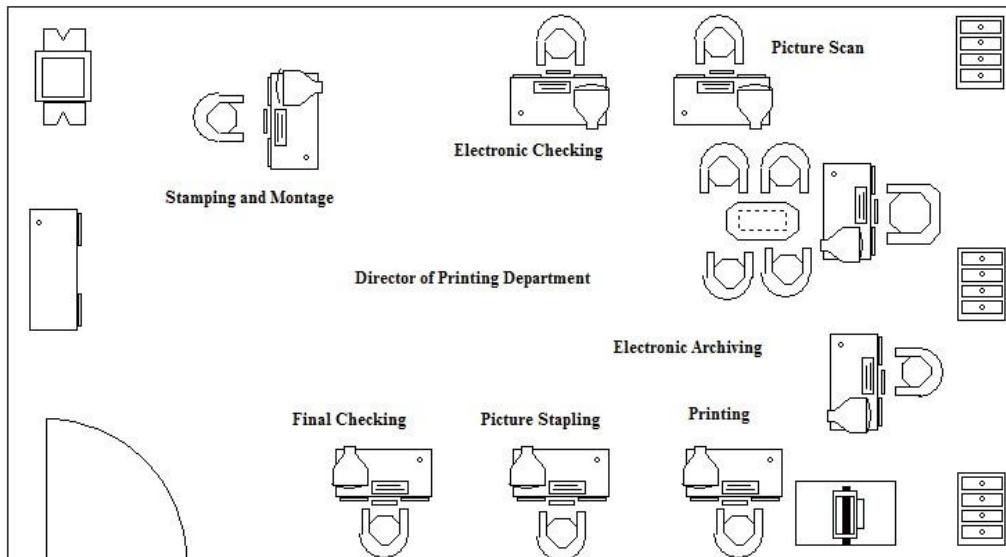 Picture Scan
Electronic Checking
Stamping and Montage
Director of Printing Department
Electronic Archiving
Final Checking
Picture Stapling
Printing